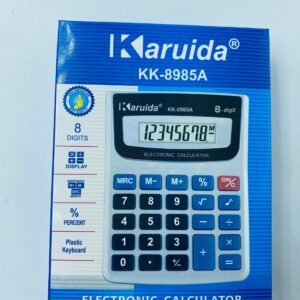 Karuida®
KK-8985A
8
DIGITS
DISPLAY
%
PERCENT
Plastic
Keyboard
Karuida® KK-8985A 8-digit
12345678 M
ELECTRONIC CALCULATOR
MRC M- M+ % ON/C
7 8 9 √
4 5 6 ×
1 2 3 -
0 . +/- + =
ELECTRONIC CALCULATOR